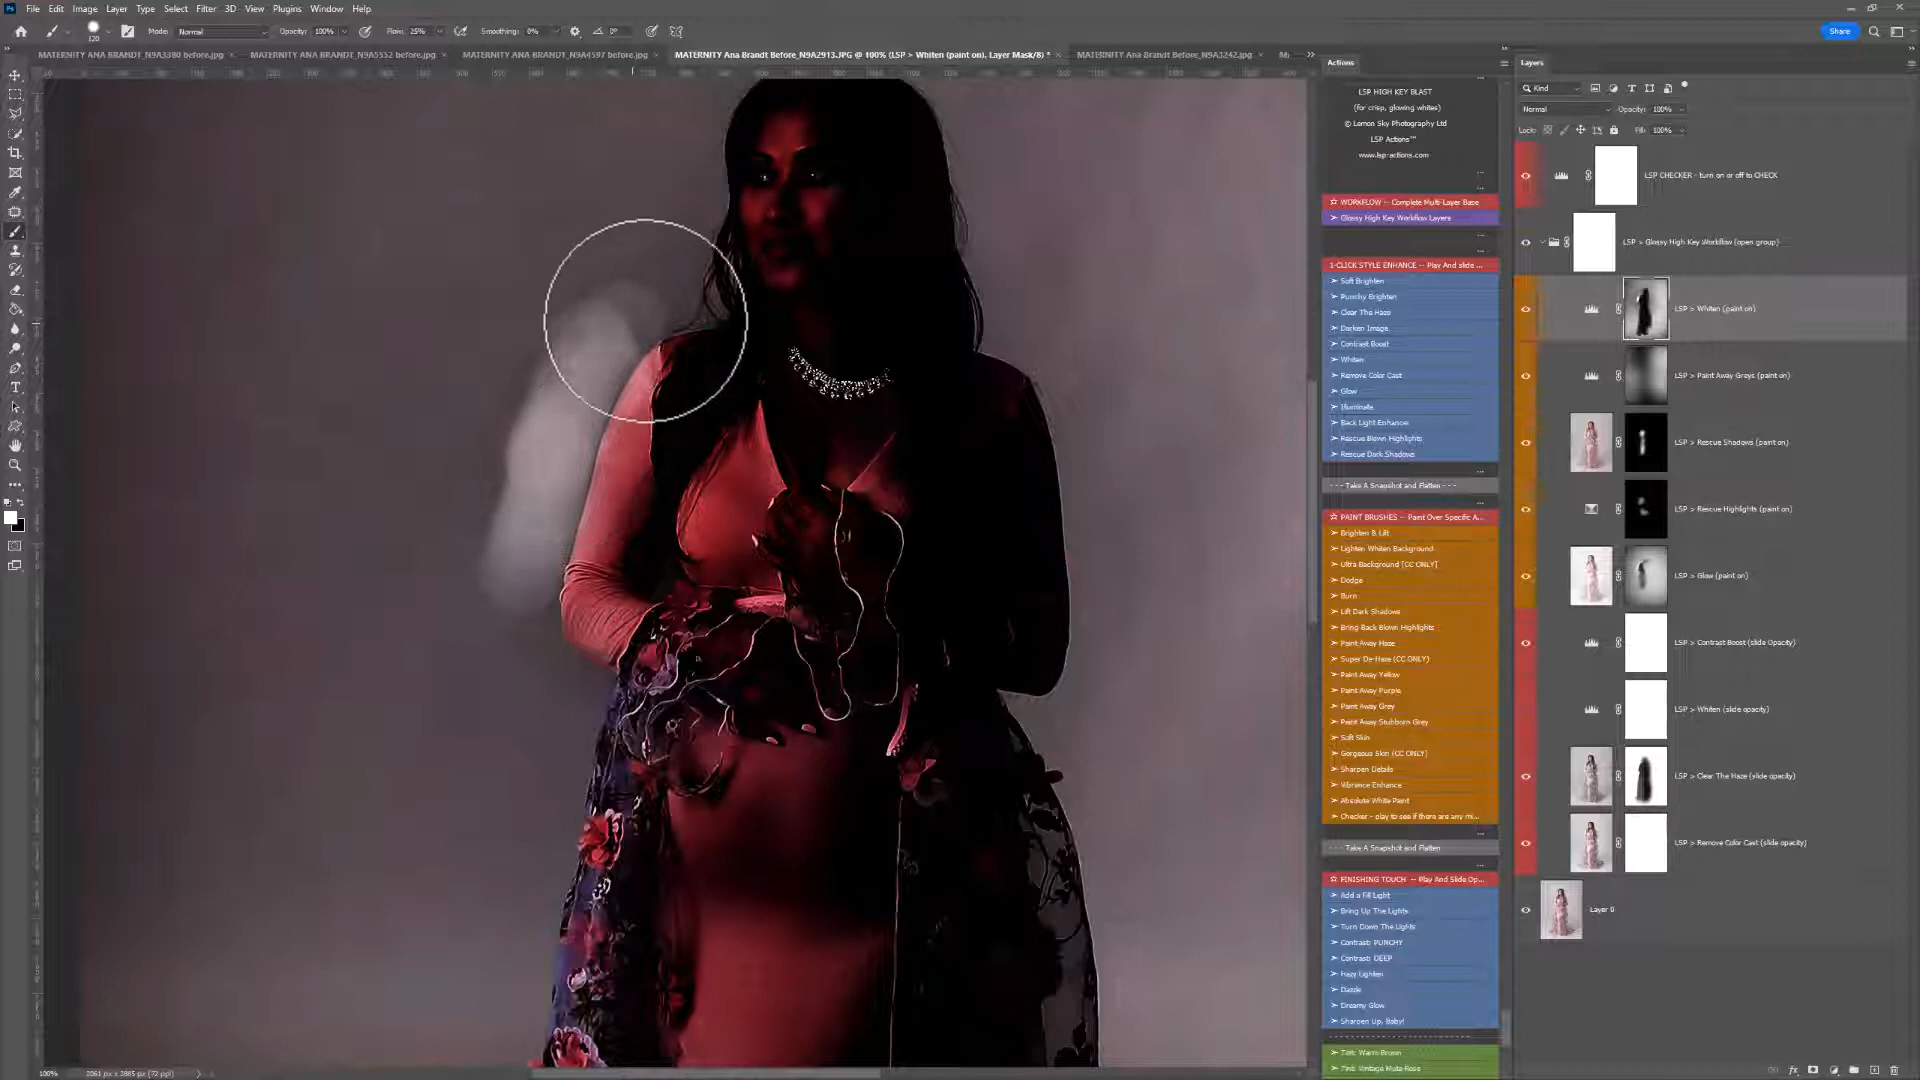 File Edit Image Layer Type Select Filter 3D View Plugins Window Help
120 Mode: Normal Opacity: 100% Flow: 25% Smoothing: 0% 0° Share
MATERNITY ANA BRANDT_N9A3380 before.jpg × MATERNITY ANA BRANDT_N9A5552 before.jpg × MATERNITY ANA BRANDT_N9A4597 before.jpg × MATERNITY Ana Brandt Before_N9A2913.JPG @ 100% (LSP > Whiten (paint on), Layer Mask/8) * × MATERNITY Ana Brandt Before_N9A3242.jpg ×
Actions
LSP HIGH KEY BLAST
(for crisp, glowing whites)
© Lemon Sky Photography Ltd
LSP Actions™
www.lsp-actions.com
...
...
☆ WORKFLOW -- Complete Multi-Layer Base
➢ Glossy High Key Workflow Layers
...
...
1-CLICK STYLE ENHANCE -- Play And slide ...
➢ Soft Brighten
➢ Punchy Brighten
➢ Clear The Haze
➢ Darken Image
➢ Contrast Boost
➢ Whiten
➢ Remove Color Cast
➢ Glow
➢ Illuminate
➢ Back Light Enhance
➢ Rescue Blown Highlights
➢ Rescue Dark Shadows
...
- - - Take A Snapshot and Flatten - - -
...
☆ PAINT BRUSHES -- Paint Over Specific A...
➢ Brighten & Lift
➢ Lighten Whiten Background
➢ Ultra Background [CC ONLY]
➢ Dodge
➢ Burn
➢ Lift Dark Shadows
➢ Bring Back Blown Highlights
➢ Paint Away Haze
➢ Super De-Haze (CC ONLY)
➢ Paint Away Yellow
➢ Paint Away Purple
➢ Paint Away Grey
➢ Paint Away Stubborn Grey
➢ Soft Skin
➢ Gorgeous Skin (CC ONLY)
➢ Sharpen Details
➢ Vibrance Enhance
➢ Absolute White Paint
➢ Checker - play to see if there are any mi...
...
- - - Take A Snapshot and Flatten
...
☆ FINISHING TOUCH -- Play And Slide Op...
➢ Add a Fill Light
➢ Bring Up The Lights
➢ Turn Down The Lights
➢ Contrast: PUNCHY
➢ Contrast: DEEP
➢ Hazy Lighten
➢ Dazzle
➢ Dreamy Glow
➢ Sharpen Up, Baby!
➢ Tint: Warm Brown
➢ Tint: Vintage Mute Rose
Layers
Kind
Normal Opacity: 100%
Lock: Fill: 100%
LSP CHECKER - turn on or off to CHECK
LSP > Glossy High Key Workflow (open group)
LSP > Whiten (paint on)
LSP > Paint Away Greys (paint on)
LSP > Rescue Shadows (paint on)
LSP > Rescue Highlights (paint on)
LSP > Glow (paint on)
LSP > Contrast Boost (slide Opacity)
LSP > Whiten (slide opacity)
LSP > Clear The Haze (slide opacity)
LSP > Remove Color Cast (slide opacity)
Layer 0
100% 2061 px x 2885 px (72 ppi)